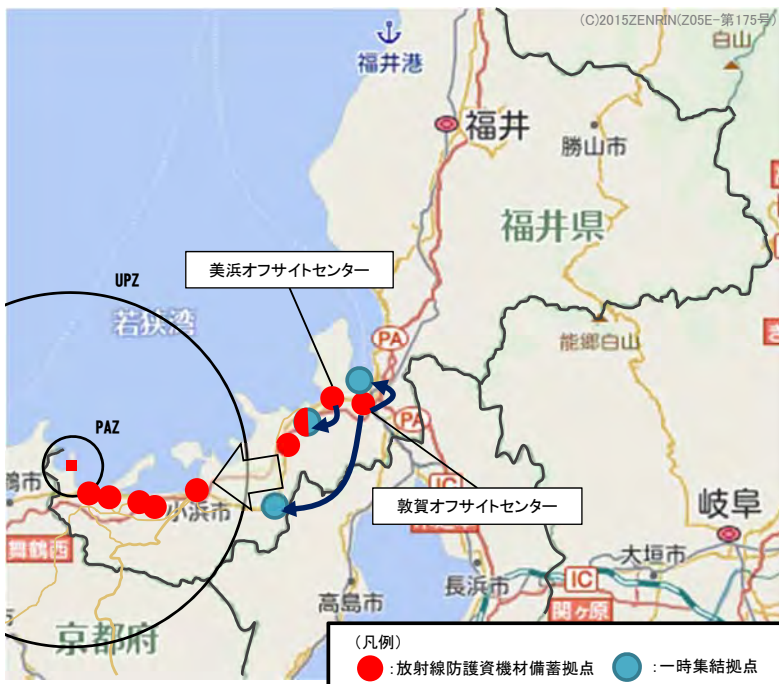 (C)2015ZENRIN(Z05E-第175号)
白山
福井港
福井
勝山市
福井県
美浜オフサイトセンター
UPZ
若狭湾
PA
能郷白山
PAZ
PA
鶴市
小浜市
敦賀オフサイトセンター
IC
岐阜
舞鶴西
大垣市
長浜市
IC
高島市
関ヶ原
京都府
(凡例)
:放射線防護資機材備蓄拠点 :一時集結拠点